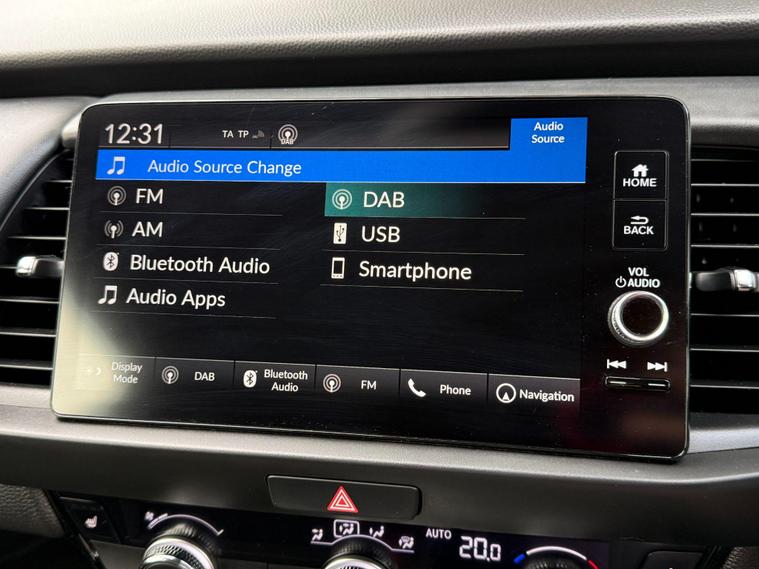 12:31 TA TP DAB Audio
Source
Audio Source Change
FM DAB
AM USB
Bluetooth Audio Smartphone
Audio Apps
HOME
BACK
VOL
AUDIO
Display
Mode
DAB
Bluetooth
Audio
FM
Phone
Navigation
AUTO 20,0